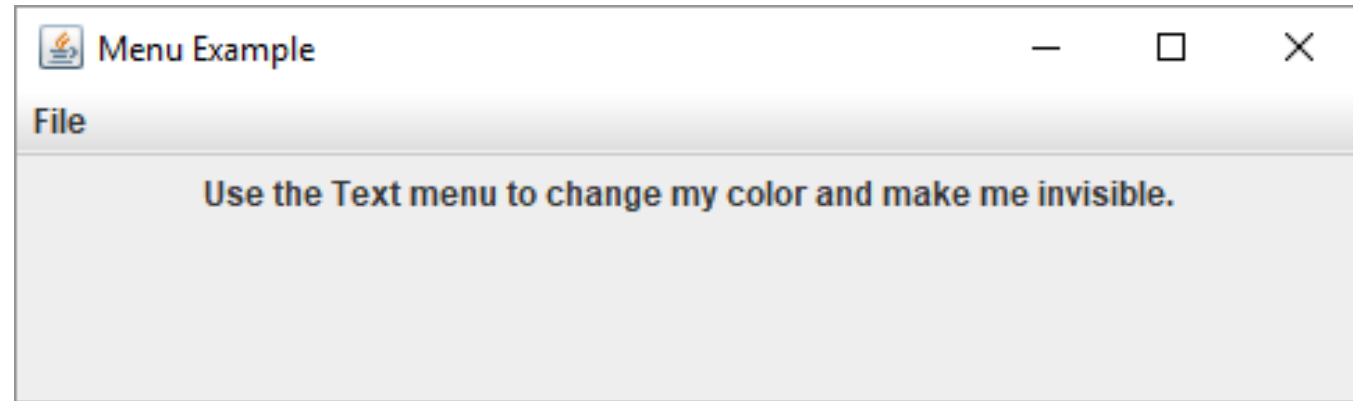 Menu Example
File
Use the Text menu to change my color and make me invisible.